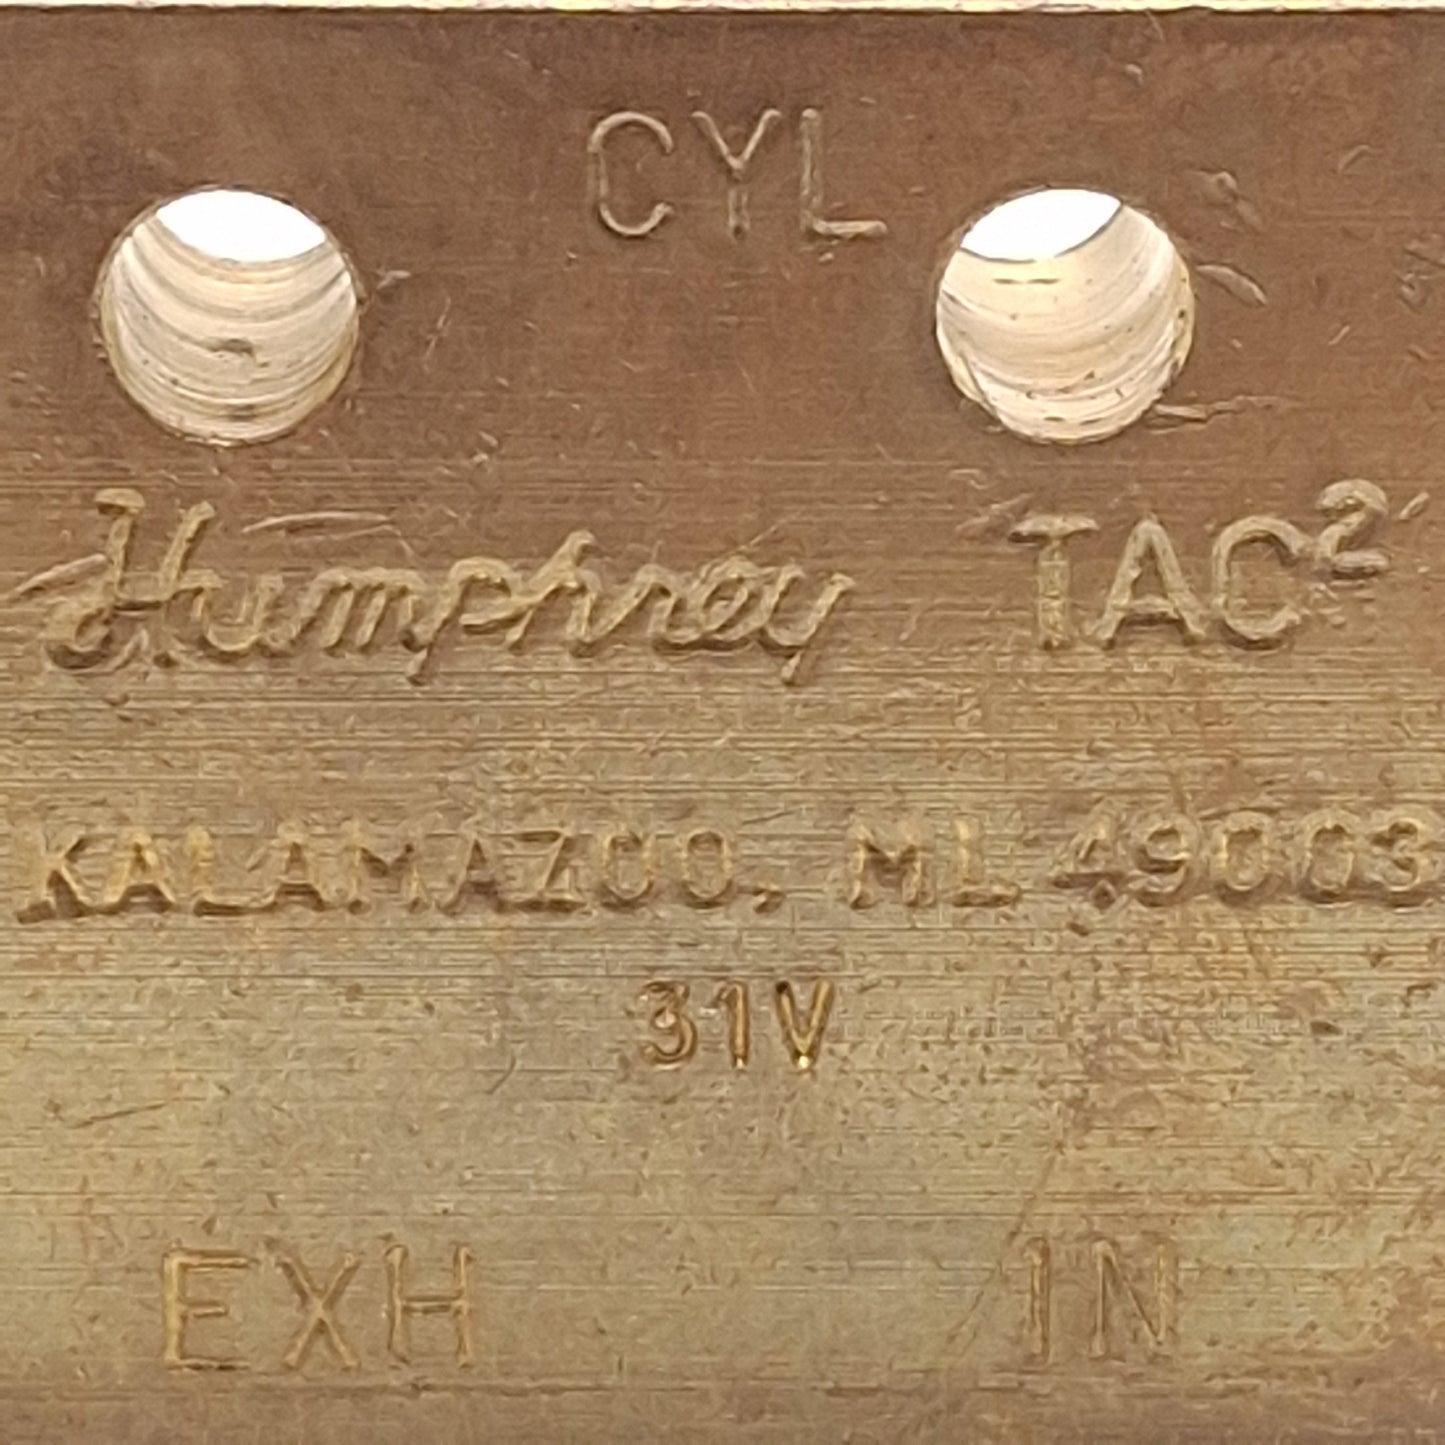 CYL
Humphrey TAC²
KALAMAZOO, MI 49003
31V
EXH IN